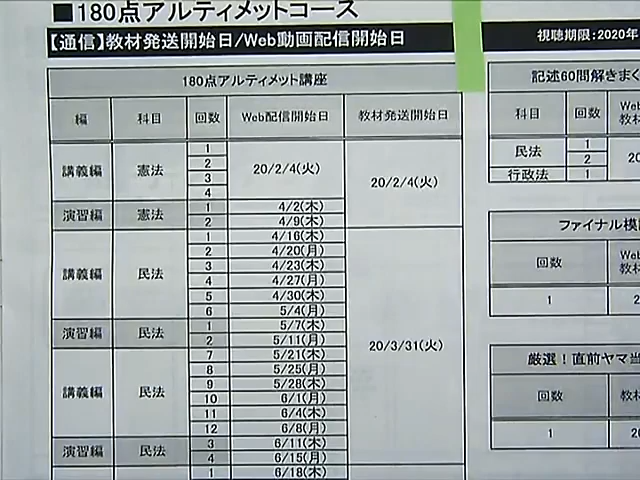 ■180点アルティメットコース
【通信】教材発送開始日/Web動画配信開始日
視聴期限:2020年
180点アルティメット講座
編 科目 回数 Web配信開始日 教材発送開始日
講義編 憲法 1 20/2/4(火) 20/2/4(火)
2
3
4
演習編 憲法 1 4/2(木)
2 4/9(木)
講義編 民法 1 4/16(木) 20/3/31(火)
2 4/20(月)
3 4/23(木)
4 4/27(月)
5 4/30(木)
6 5/4(月)
演習編 民法 1 5/7(木)
2 5/11(月)
講義編 民法 7 5/21(木)
8 5/25(月)
9 5/28(木)
10 6/1(月)
11 6/4(木)
12 6/8(月)
演習編 民法 3 6/11(木)
4 6/15(月)
1 6/18(木)
記述60問解きまく
科目 回数 We
教材
民法 1 20
2
行政法 1
ファイナル模
回数 We
教材
1 2
厳選!直前ヤマ当
回数 教材
1 20